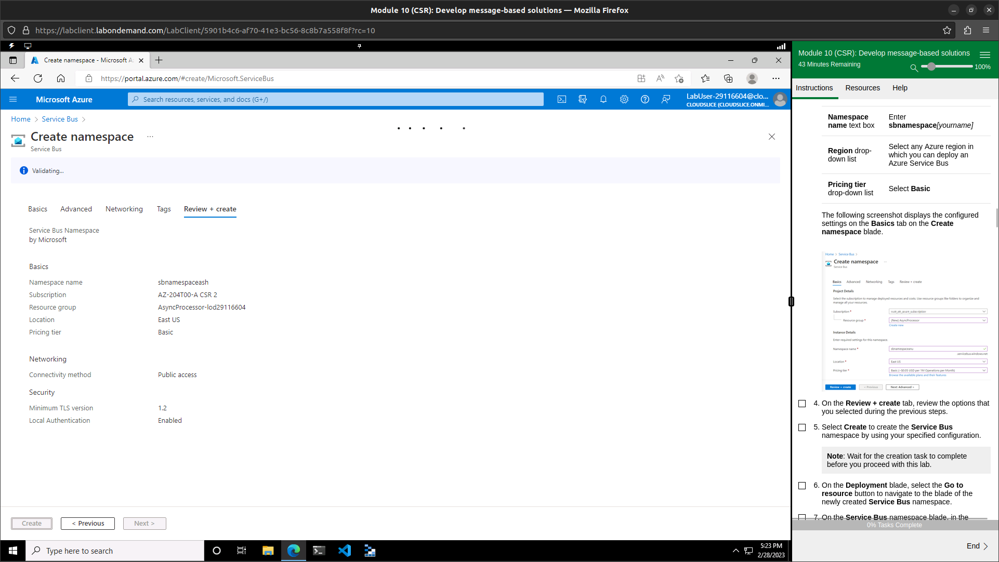 Module 10 (CSR): Develop message-based solutions — Mozilla Firefox
https://labclient.labondemand.com/LabClient/5901b4c6-af70-41e3-bc56-8c8b7a558f8f?rc=10
Create namespace - Microsoft A
https://portal.azure.com/#create/Microsoft.ServiceBus
Microsoft Azure
Search resources, services, and docs (G+/)
LabUser-29116604@clo...
CLOUDSLICE (CLOUDSLICE.ONMI...
Home > Service Bus >
Create namespace ...
Service Bus
Validating...
Basics Advanced Networking Tags Review + create
Service Bus Namespace
by Microsoft
Basics
Namespace name sbnamespaceash
Subscription AZ-204T00-A CSR 2
Resource group AsyncProcessor-lod29116604
Location East US
Pricing tier Basic
Networking
Connectivity method Public access
Security
Minimum TLS version 1.2
Local Authentication Enabled
Create < Previous Next >
Type here to search
5:23 PM
2/28/2023
Module 10 (CSR): Develop message-based solutions
43 Minutes Remaining
100%
Instructions Resources Help
Namespace name text box
Enter sbnamespace[yourname]
Region drop-down list
Select any Azure region in which you can deploy an Azure Service Bus
Pricing tier drop-down list
Select Basic
The following screenshot displays the configured
settings on the Basics tab on the Create
namespace blade.
Home > Service Bus >
Create namespace ...
Service Bus
Basics Advanced Networking Tags Review + create
Project Details
Select the subscription to manage deployed resources and costs. Use resource groups like folders to organize and
manage all your resources.
Subscription *
Resource group * (New) AsyncProcessor
Create new
Instance Details
Enter required settings for this namespace.
Namespace name * sbnamespaceanu
.servicebus.windows.net
Location * East US
Pricing tier * Basic (~$0.05 USD per 1M Operations per Month)
Browse the available plans and their features
Review + create < Previous Next: Advanced >
4. On the Review + create tab, review the options that
you selected during the previous steps.
5. Select Create to create the Service Bus
namespace by using your specified configuration.
Note: Wait for the creation task to complete
before you proceed with this lab.
6. On the Deployment blade, select the Go to
resource button to navigate to the blade of the
newly created Service Bus namespace.
7. On the Service Bus namespace blade, in the
0% Tasks Complete
End >